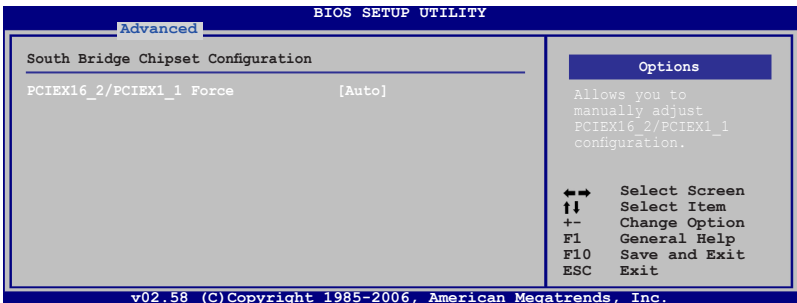 BIOS SETUP UTILITY
Advanced
South Bridge Chipset Configuration
PCIEX16_2/PCIEX1_1 Force [Auto]
Options
Allows you to
manually adjust
PCIEX16_2/PCIEX1_1
configuration.
←→ Select Screen
↑↓ Select Item
+- Change Option
F1 General Help
F10 Save and Exit
ESC Exit
v02.58 (C)Copyright 1985-2006, American Megatrends, Inc.